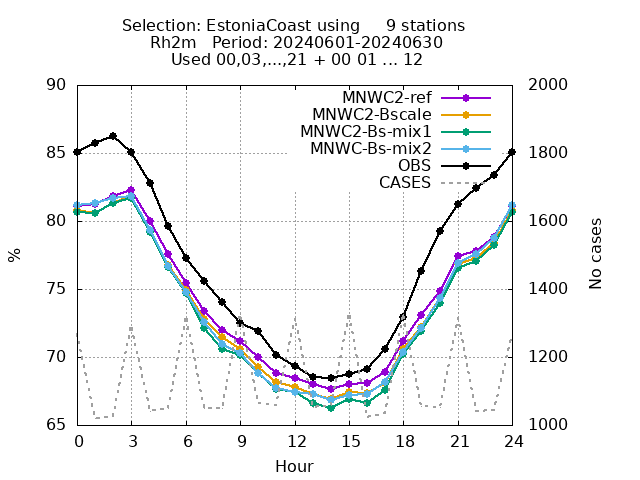 Selection: EstoniaCoast using 9 stations
Rh2m Period: 20240601-20240630
Used 00,03,...,21 + 00 01 ... 12
90 2000
MNWC2-ref
MNWC2-Bscale
MNWC2-Bs-mix1
MNWC-Bs-mix2
OBS
CASES
85 1800
80 1600
% No cases
75 1400
70 1200
65 1000
0 3 6 9 12 15 18 21 24
Hour